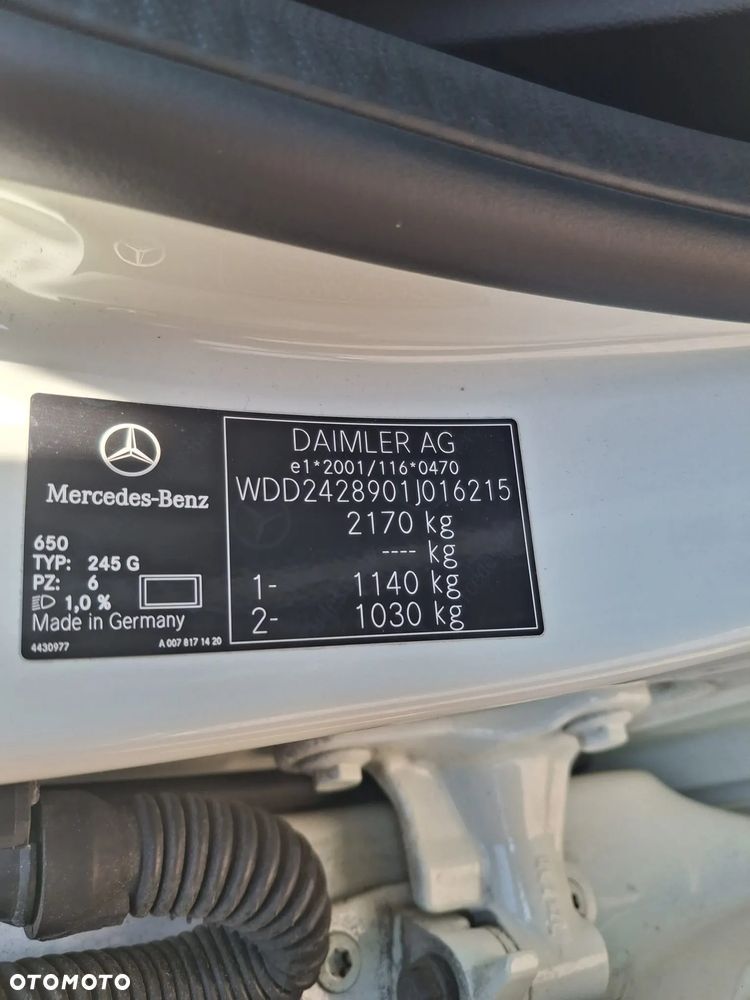 DAIMLER AG
e1*2001/116*0470
WDD2428901J016215
2170 kg
---- kg
1- 1140 kg
2- 1030 kg
Mercedes-Benz
650
TYP: 245 G
PZ: 6
1,0 %
Made in Germany
4430977
A 007 817 14 20
OTOMOTO